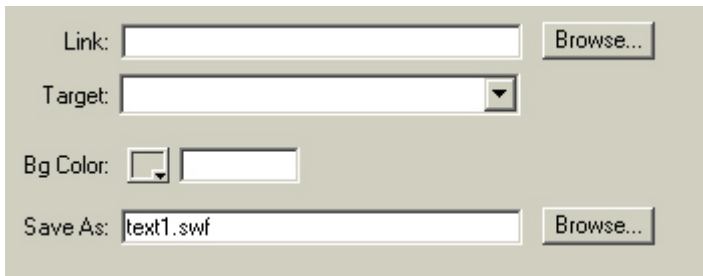 Link: Browse...
Target:
Bg Color:
Save As: text1.swf Browse...